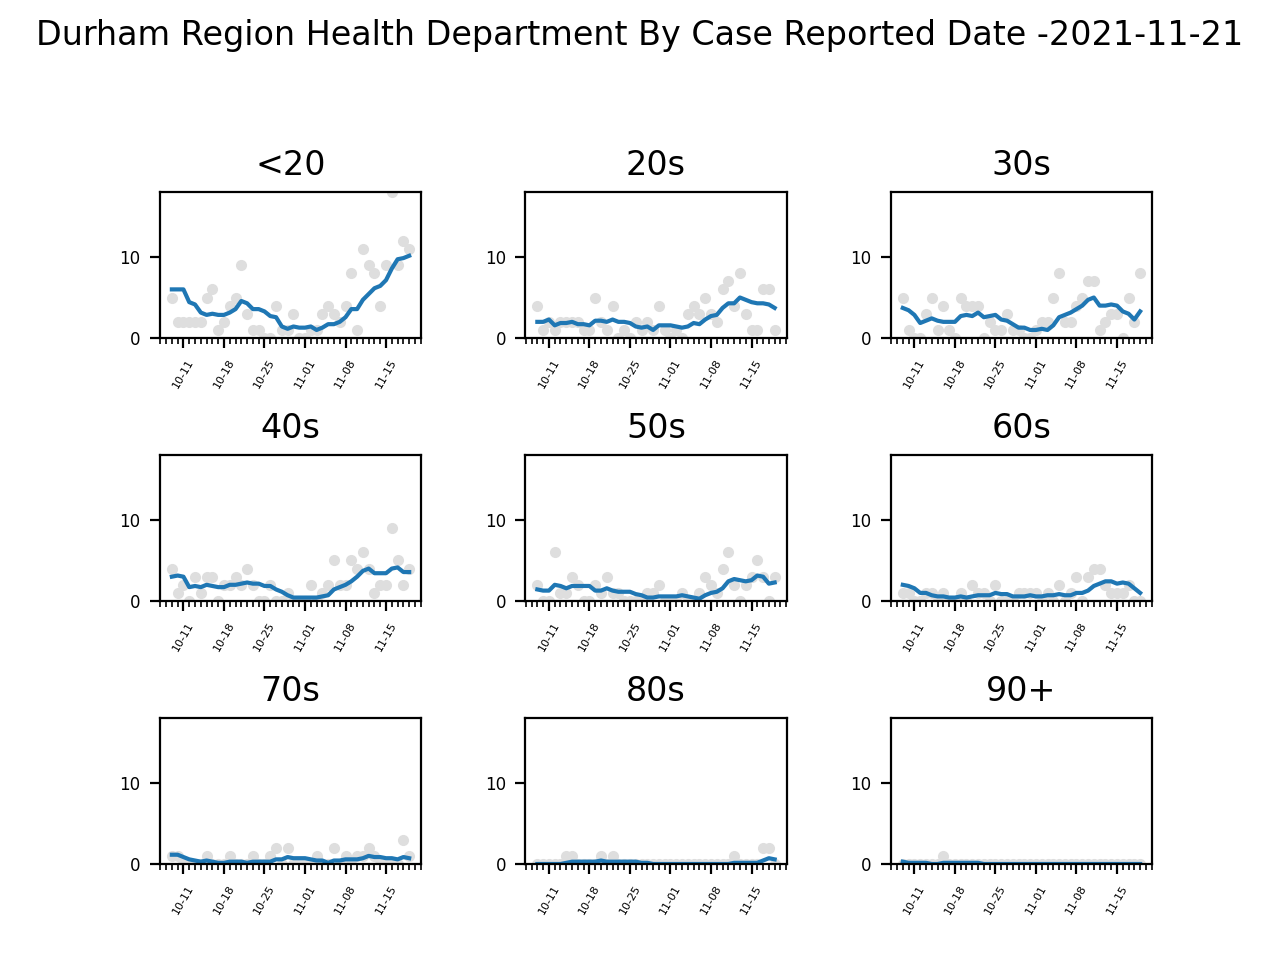 Durham Region Health Department By Case Reported Date -2021-11-21
<20 20s 30s
10 10 10
0 0 0
10-11 10-18 10-25 11-01 11-08 11-15 10-11 10-18 10-25 11-01 11-08 11-15 10-11 10-18 10-25 11-01 11-08 11-15
40s 50s 60s
10 10 10
0 0 0
10-11 10-18 10-25 11-01 11-08 11-15 10-11 10-18 10-25 11-01 11-08 11-15 10-11 10-18 10-25 11-01 11-08 11-15
70s 80s 90+
10 10 10
0 0 0
10-11 10-18 10-25 11-01 11-08 11-15 10-11 10-18 10-25 11-01 11-08 11-15 10-11 10-18 10-25 11-01 11-08 11-15